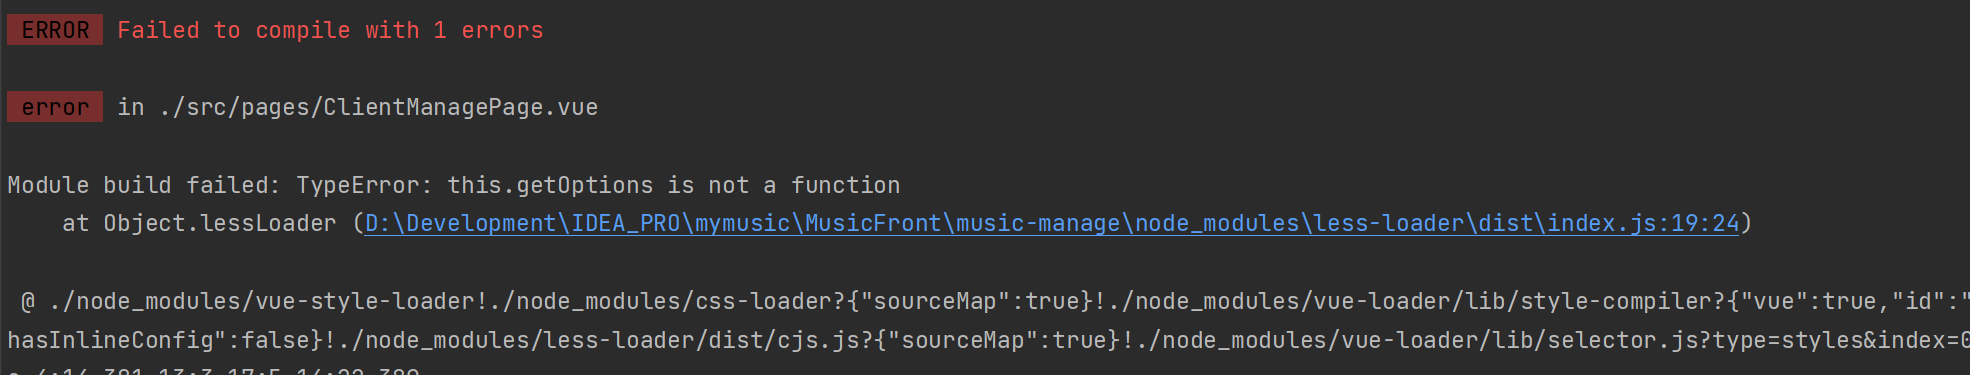 ERROR Failed to compile with 1 errors
error in ./src/pages/ClientManagePage.vue
Module build failed: TypeError: this.getOptions is not a function
at Object.lessLoader (D:\Development\IDEA_PRO\mymusic\MusicFront\music-manage\node_modules\less-loader\dist\index.js:19:24)
@ ./node_modules/vue-style-loader!./node_modules/css-loader?{"sourceMap":true}!./node_modules/vue-loader/lib/style-compiler?{"vue":true,"id":"
hasInlineConfig":false}!./node_modules/less-loader/dist/cjs.js?{"sourceMap":true}!./node_modules/vue-loader/lib/selector.js?type=styles&index=0